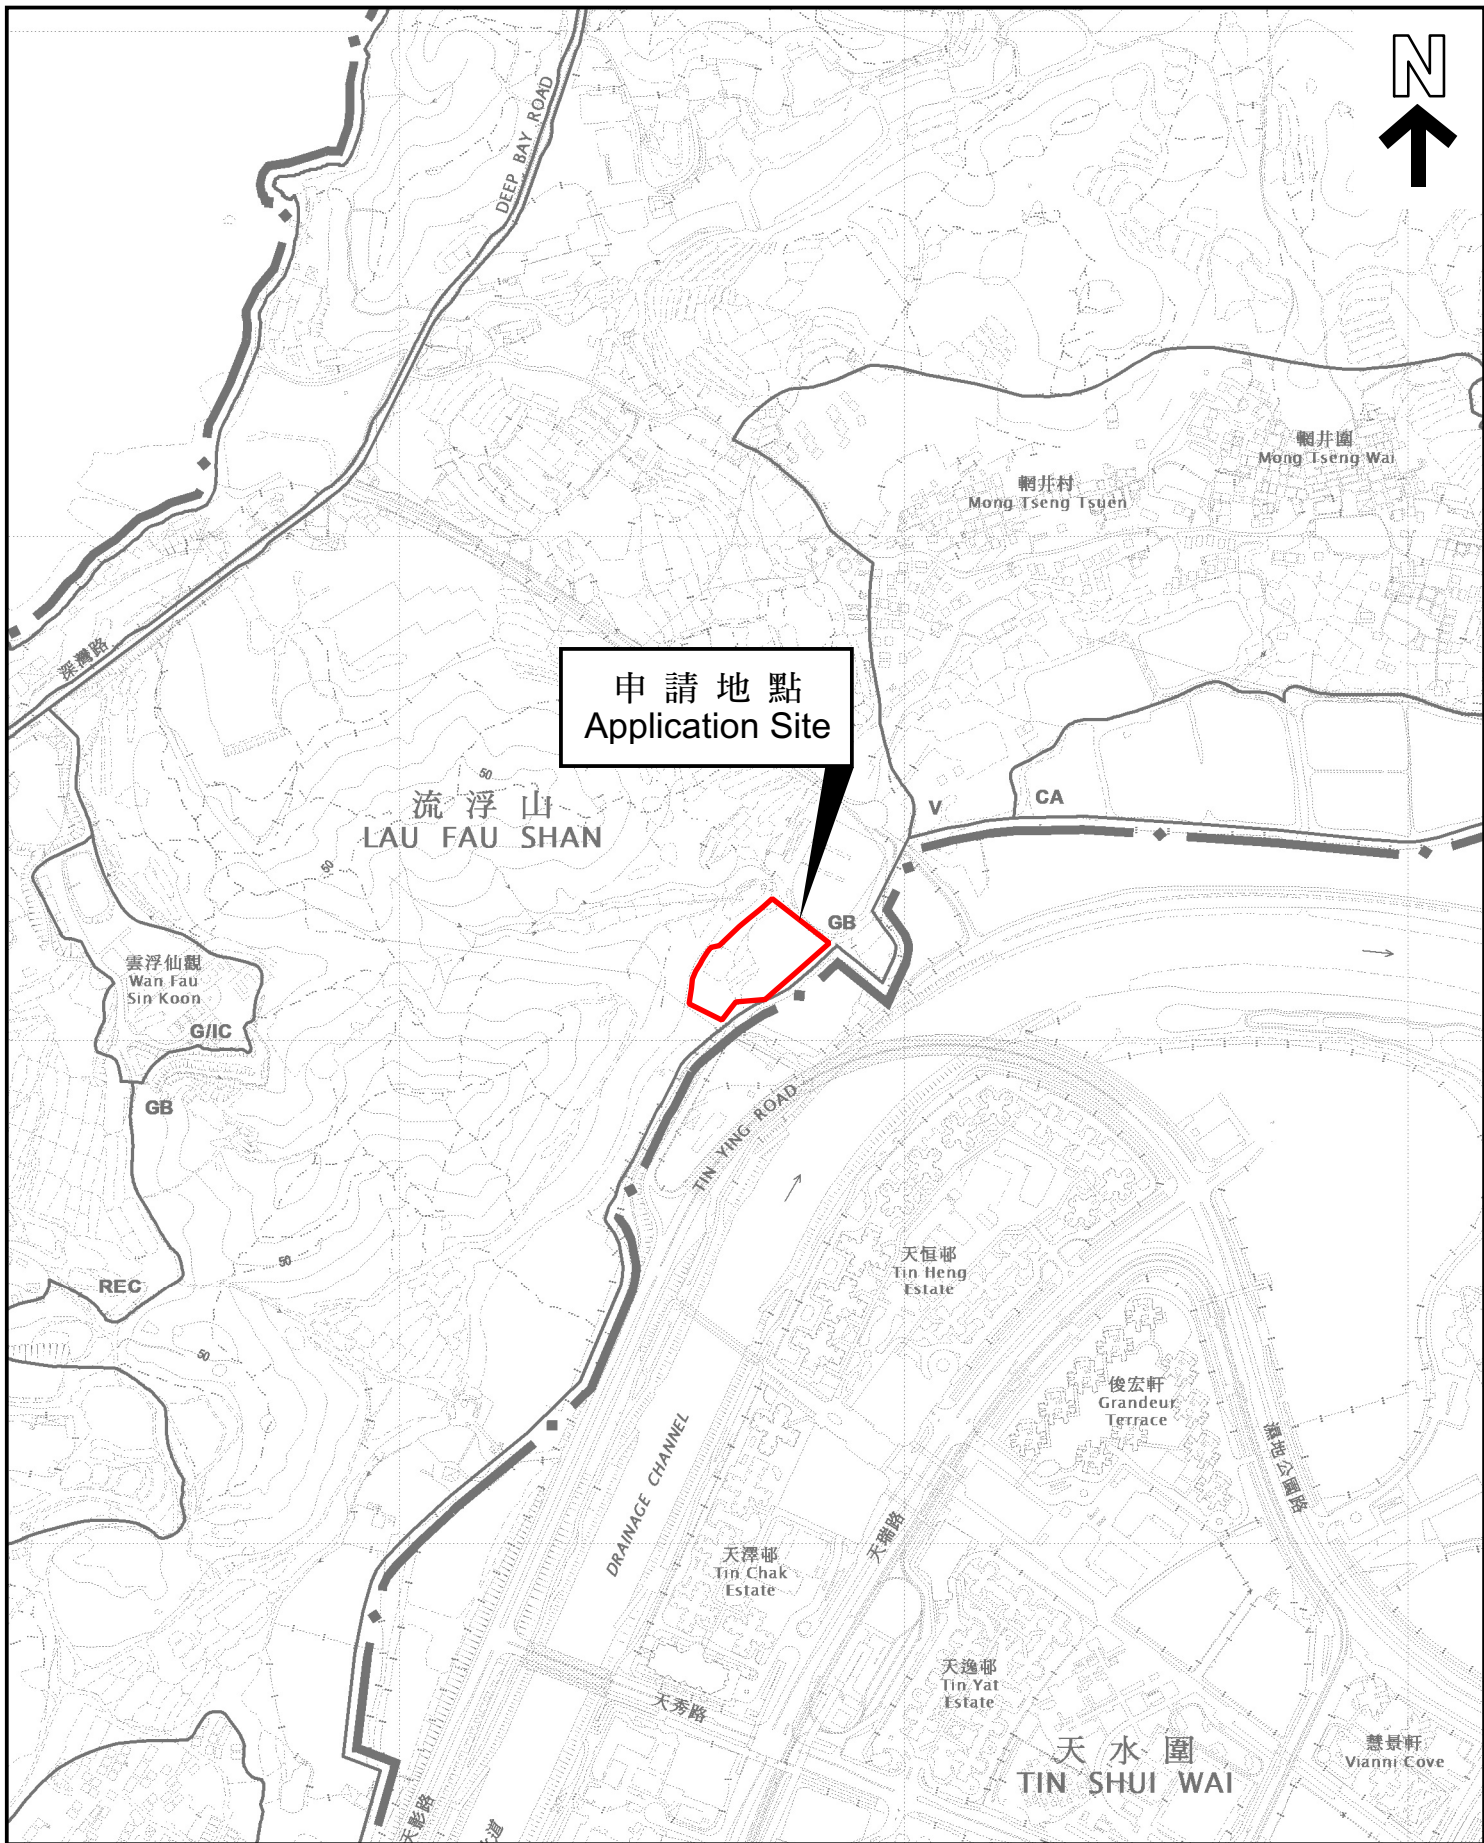 N
DEEP BAY ROAD
輞井圍
Mong Tseng Wai
輞井村
Mong Tseng Tsuen
深灣路
申請地點
Application Site
50
流浮山
LAU FAU SHAN
50
V
CA
GB
雲浮仙觀
Wan Fau
Sin Koon
G/IC
GB
TIN YING ROAD
天恒邨
Tin Heng
Estate
50
REC
50
俊宏軒
Grandeur
Terrace
濕地公園路
DRAINAGE CHANNEL
天瑞路
天澤邨
Tin Chak
Estate
天逸邨
Tin Yat
Estate
天秀路
天水圍
TIN SHUI WAI
慧景軒
Vianni Cove
天影路
道